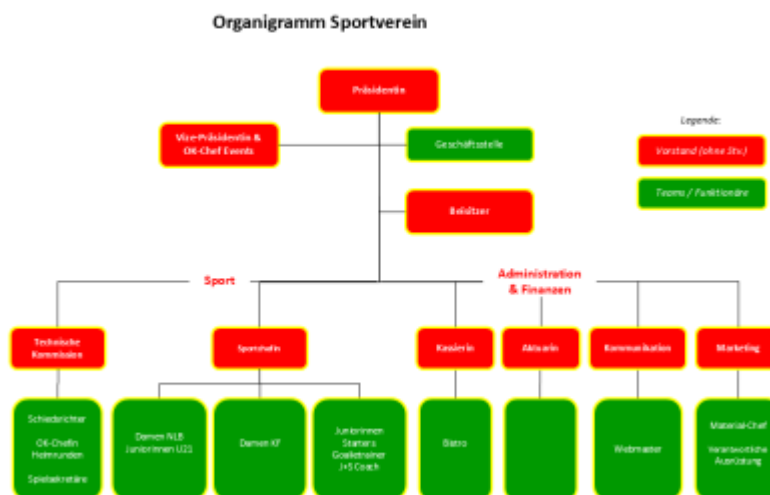 Organigramm Sportverein
Präsidentin
Legende:
Vize-Präsidentin &
OK-Chef Events
Geschäftsstelle
Vorstand (ohne Stv.)
Teams / Funktionäre
Beisitzer
Sport
Administration
& Finanzen
Technische
Kommission
Sportchefin
Kassierin
Aktuarin
Kommunikation
Marketing
Schiedsrichter
OK-Chefin
Heimrunden
Spielsekretäre
Damen NLB
Juniorinnen U21
Damen KF
Juniorinnen
Starters
Goalietrainer
J+S Coach
Bistro
Webmaster
Material-Chef
Verantwortliche
Ausrüstung